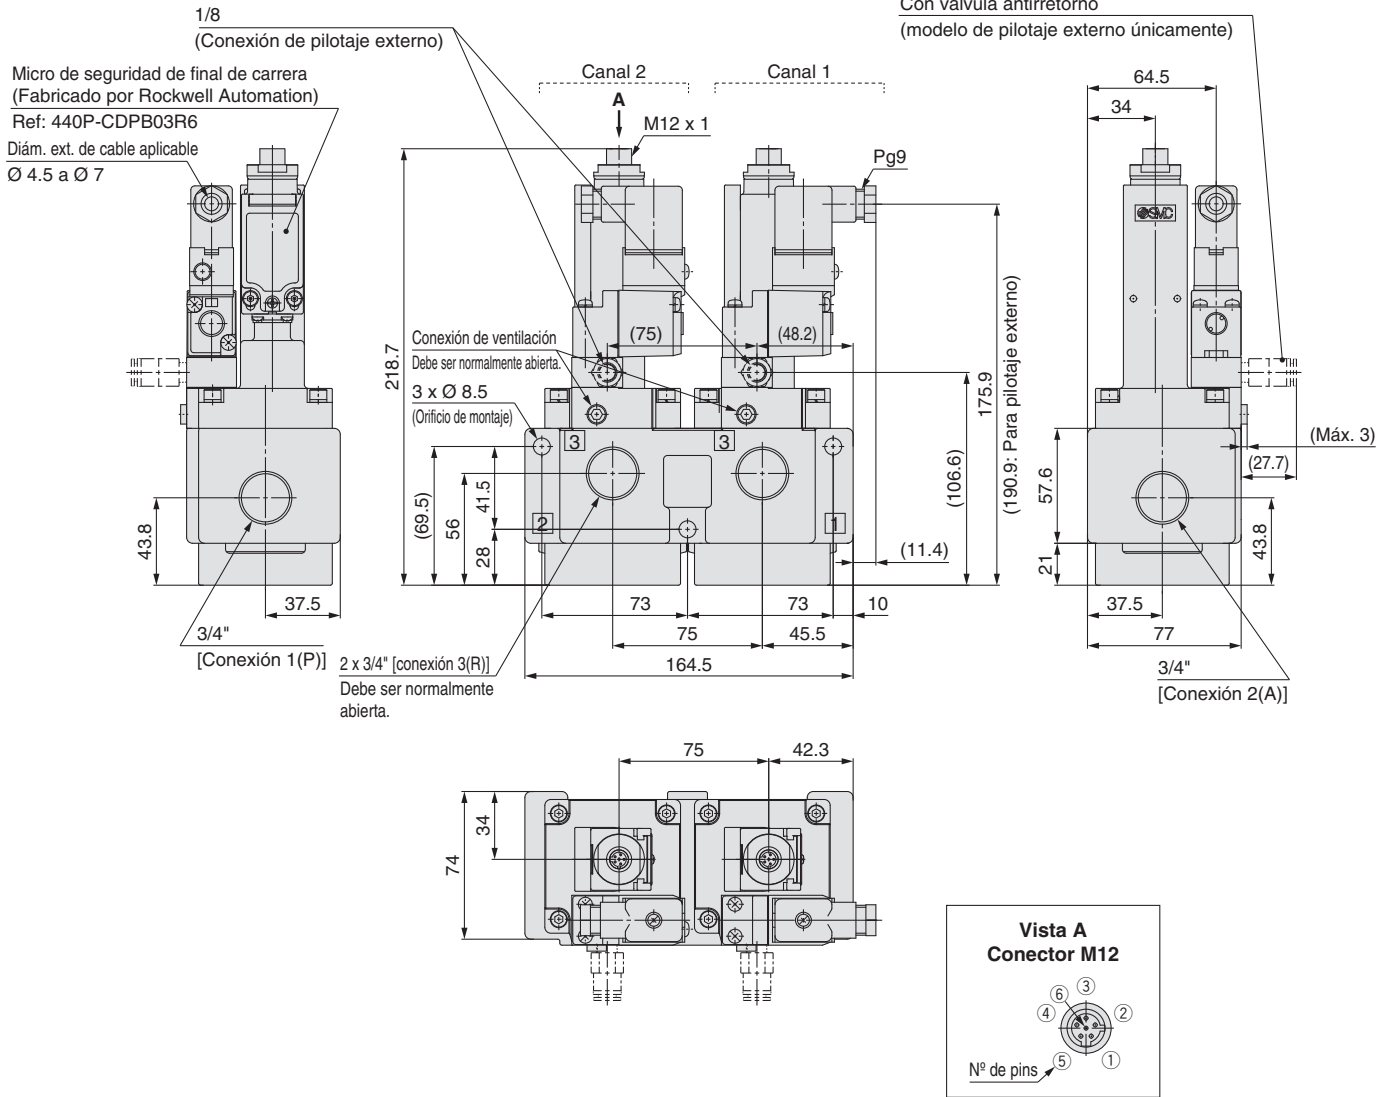 1/8
(Conexión de pilotaje externo)
Con válvula antirretorno
(modelo de pilotaje externo únicamente)
Micro de seguridad de final de carrera
(Fabricado por Rockwell Automation)
Ref: 440P-CDPB03R6
Diám. ext. de cable aplicable
Ø 4.5 a Ø 7
Canal 2
Canal 1
A
M12 x 1
Pg9
64.5
34
SMC
218.7
Conexión de ventilación
Debe ser normalmente abierta.
3 x Ø 8.5
(Orificio de montaje)
(75)
(48.2)
175.9
(190.9: Para pilotaje externo)
(106.6)
3
3
2
1
(69.5)
56
41.5
28
(11.4)
73
73
10
75
45.5
164.5
43.8
37.5
3/4"
[Conexión 1(P)]
2 x 3/4" [conexión 3(R)]
Debe ser normalmente
abierta.
(Máx. 3)
(27.7)
57.6
21
43.8
37.5
77
3/4"
[Conexión 2(A)]
75
42.3
74
34
Vista A
Conector M12
③
⑥
④
②
⑤
①
Nº de pins